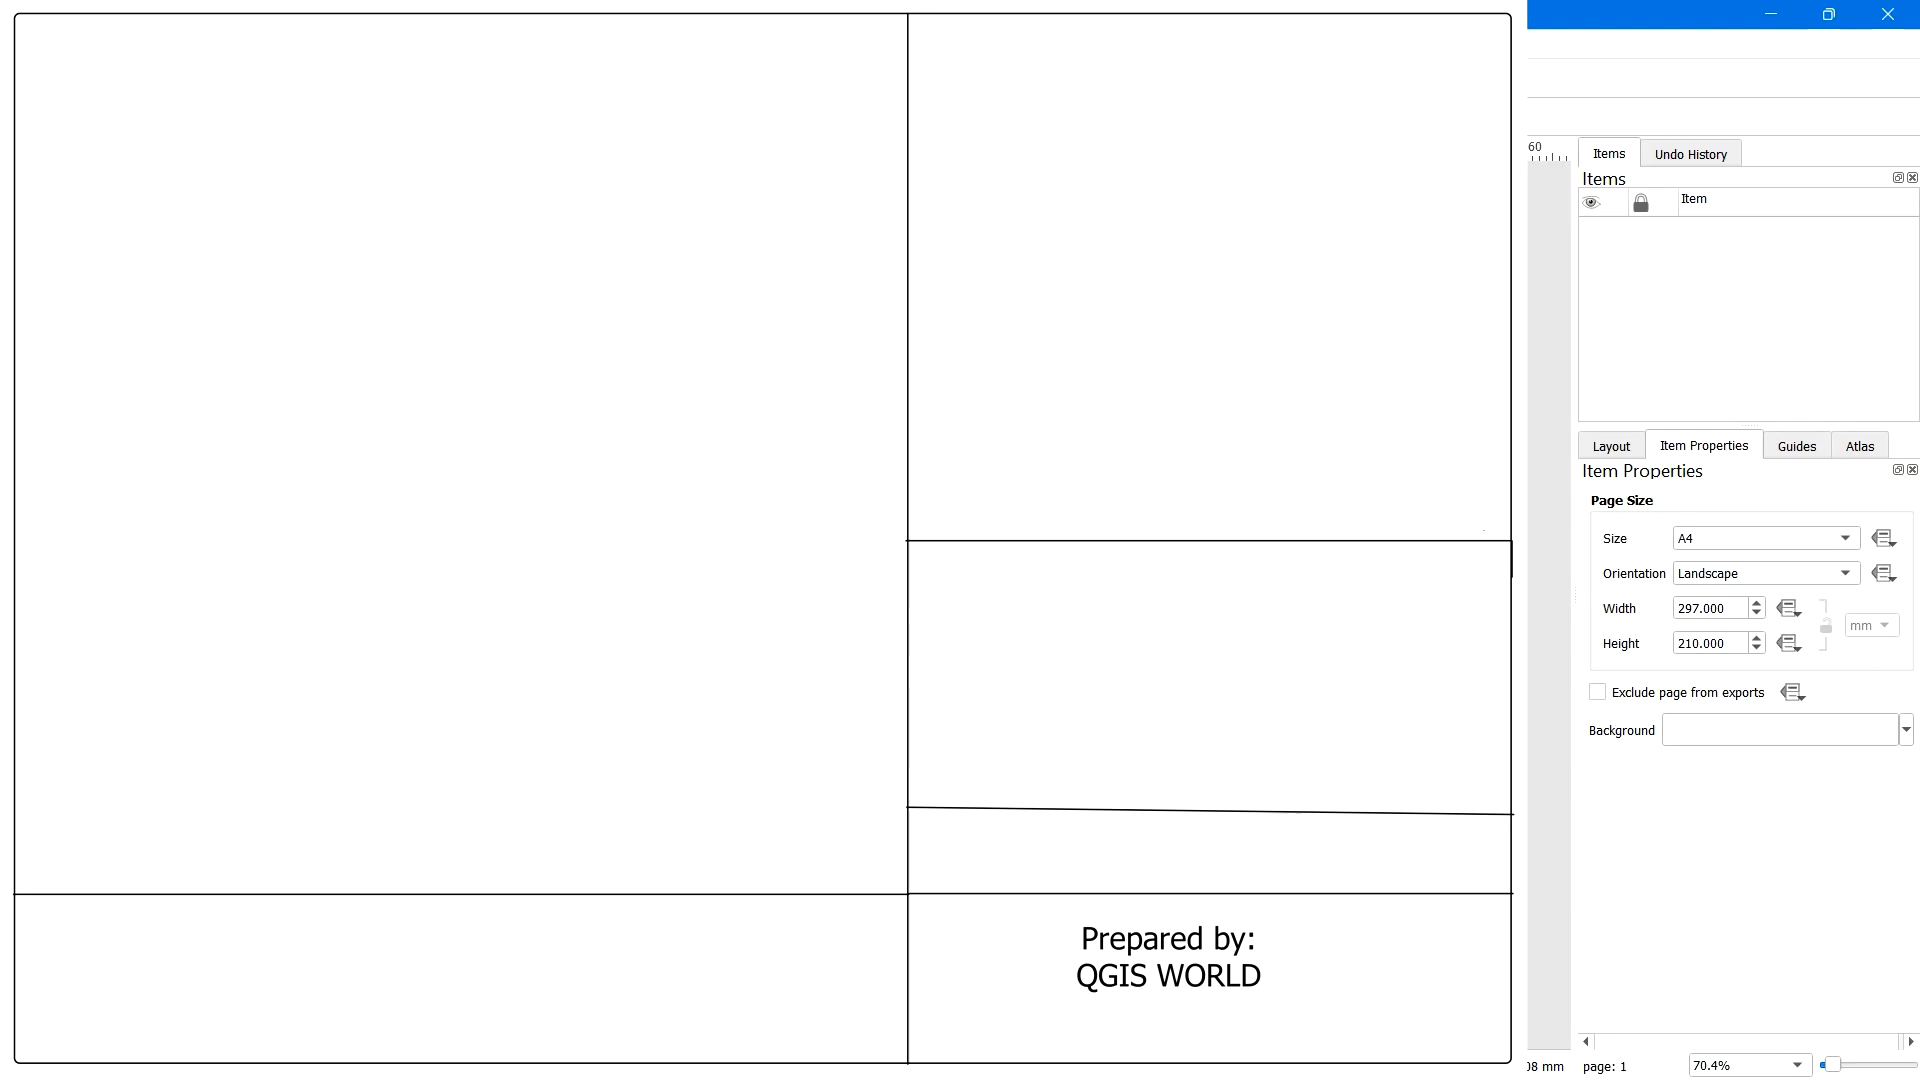 Prepared by:
QGIS WORLD
60
Items
Undo History
Items
Item
Layout
Item Properties
Guides
Atlas
Item Properties
Page Size
Size
A4
Orientation
Landscape
Width
297.000
mm
Height
210.000
Exclude page from exports
Background
08 mm
page: 1
70.4%